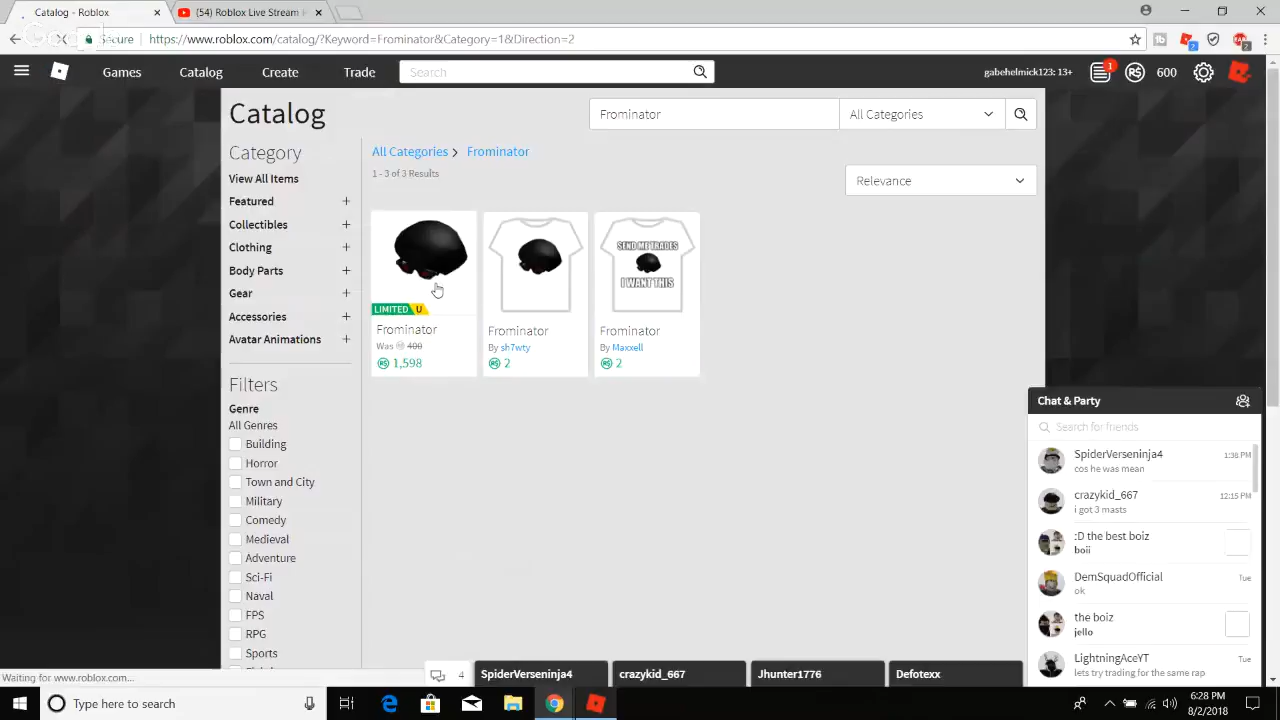 Catalog - Roblox
(54) Roblox Live Stream
Secure
https://www.roblox.com/catalog/?Keyword=Frominator&Category=1&Direction=2
2
2
Games
Catalog
Create
Trade
Search
gabehelmick123: 13+
1
R$
600
Catalog
Frominator
All Categories
Category
View All Items
Featured
Collectibles
Clothing
Body Parts
Gear
Accessories
Avatar Animations
Filters
Genre
All Genres
Building
Horror
Town and City
Military
Comedy
Medieval
Adventure
Sci-Fi
Naval
FPS
RPG
Sports
All Categories > Frominator
1 - 3 of 3 Results
Relevance
LIMITED U
Frominator
Was 400
R$ 1,598
Frominator
By sh7wty
R$ 2
SEND ME TRADES
I WANT THIS
Frominator
By Maxxell
R$ 2
Chat & Party
Search for friends
SpiderVerseninja4
1:36 PM
cos he was mean
crazykid_667
12:15 PM
i got 3 masts
:D the best boiz
boii
DemSquadOfficial
Tue
ok
the boiz
jello
LightningAceYT
Tue
lets try trading for the same rap
Waiting for www.roblox.com...
4
SpiderVerseninja4
crazykid_667
Jhunter1776
Defotexx
Type here to search
6:28 PM
8/2/2018